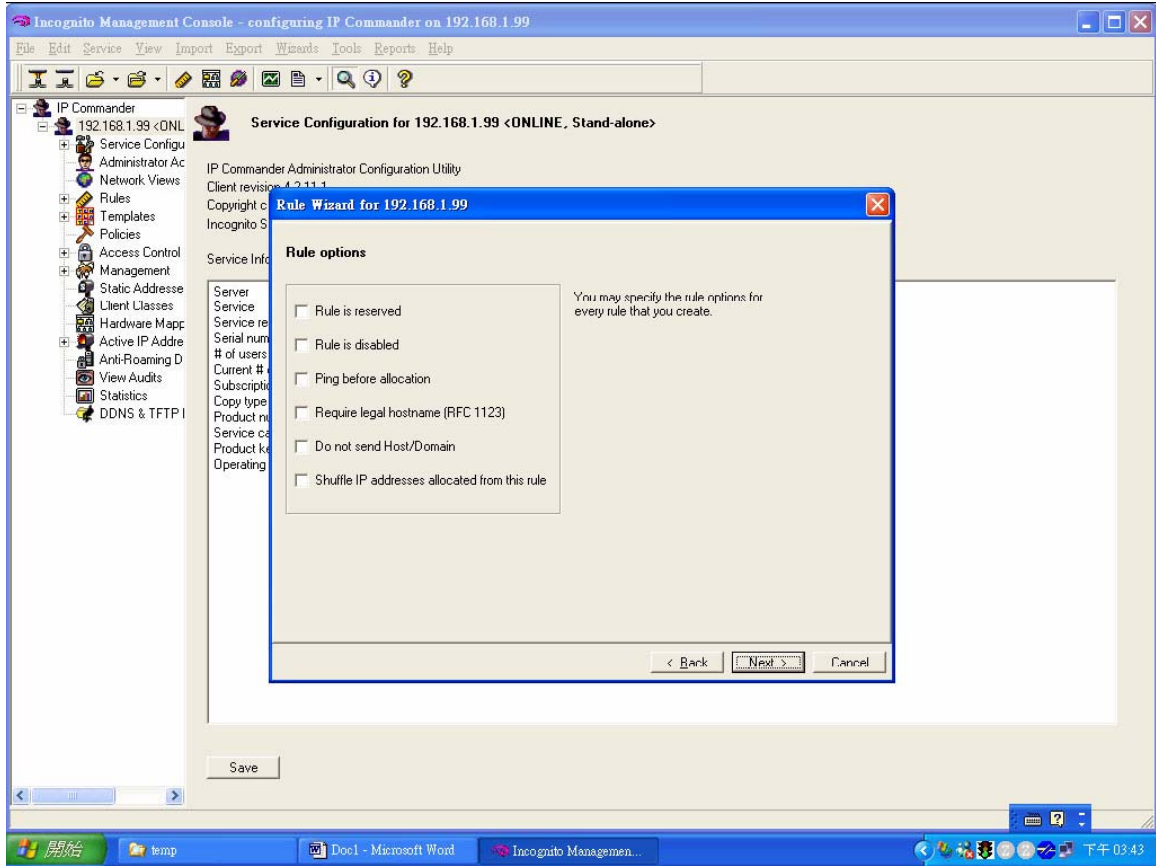 Incognito Management Console - configuring IP Commander on 192.168.1.99
File Edit Service View Import Export Wizards Tools Reports Help
IP Commander
192.168.1.99 <ONL
Service Configu
Administrator Ac
Network Views
Rules
Templates
Policies
Access Control
Management
Static Addresse
Client Classes
Hardware Mapp
Active IP Addre
Anti-Roaming D
View Audits
Statistics
DDNS & TFTP
Service Configuration for 192.168.1.99 <ONLINE, Stand-alone>
IP Commander Administrator Configuration Utility
Client revision 4.2.11.1
Copyright c
Incognito S
Service Info
Server
Service
Service re
Serial num
# of users
Current #
Subscriptio
Copy type
Product nu
Service ca
Product ke
Operating
Rule Wizard for 192.168.1.99
Rule options
Rule is reserved
Rule is disabled
Ping before allocation
Require legal hostname (RFC 1123)
Do not send Host/Domain
Shuffle IP addresses allocated from this rule
You may specify the rule options for
every rule that you create.
< Back
Next >
Cancel
Save
開始
temp
Doc1 - Microsoft Word
Incognito Managemen...
下午 03:43